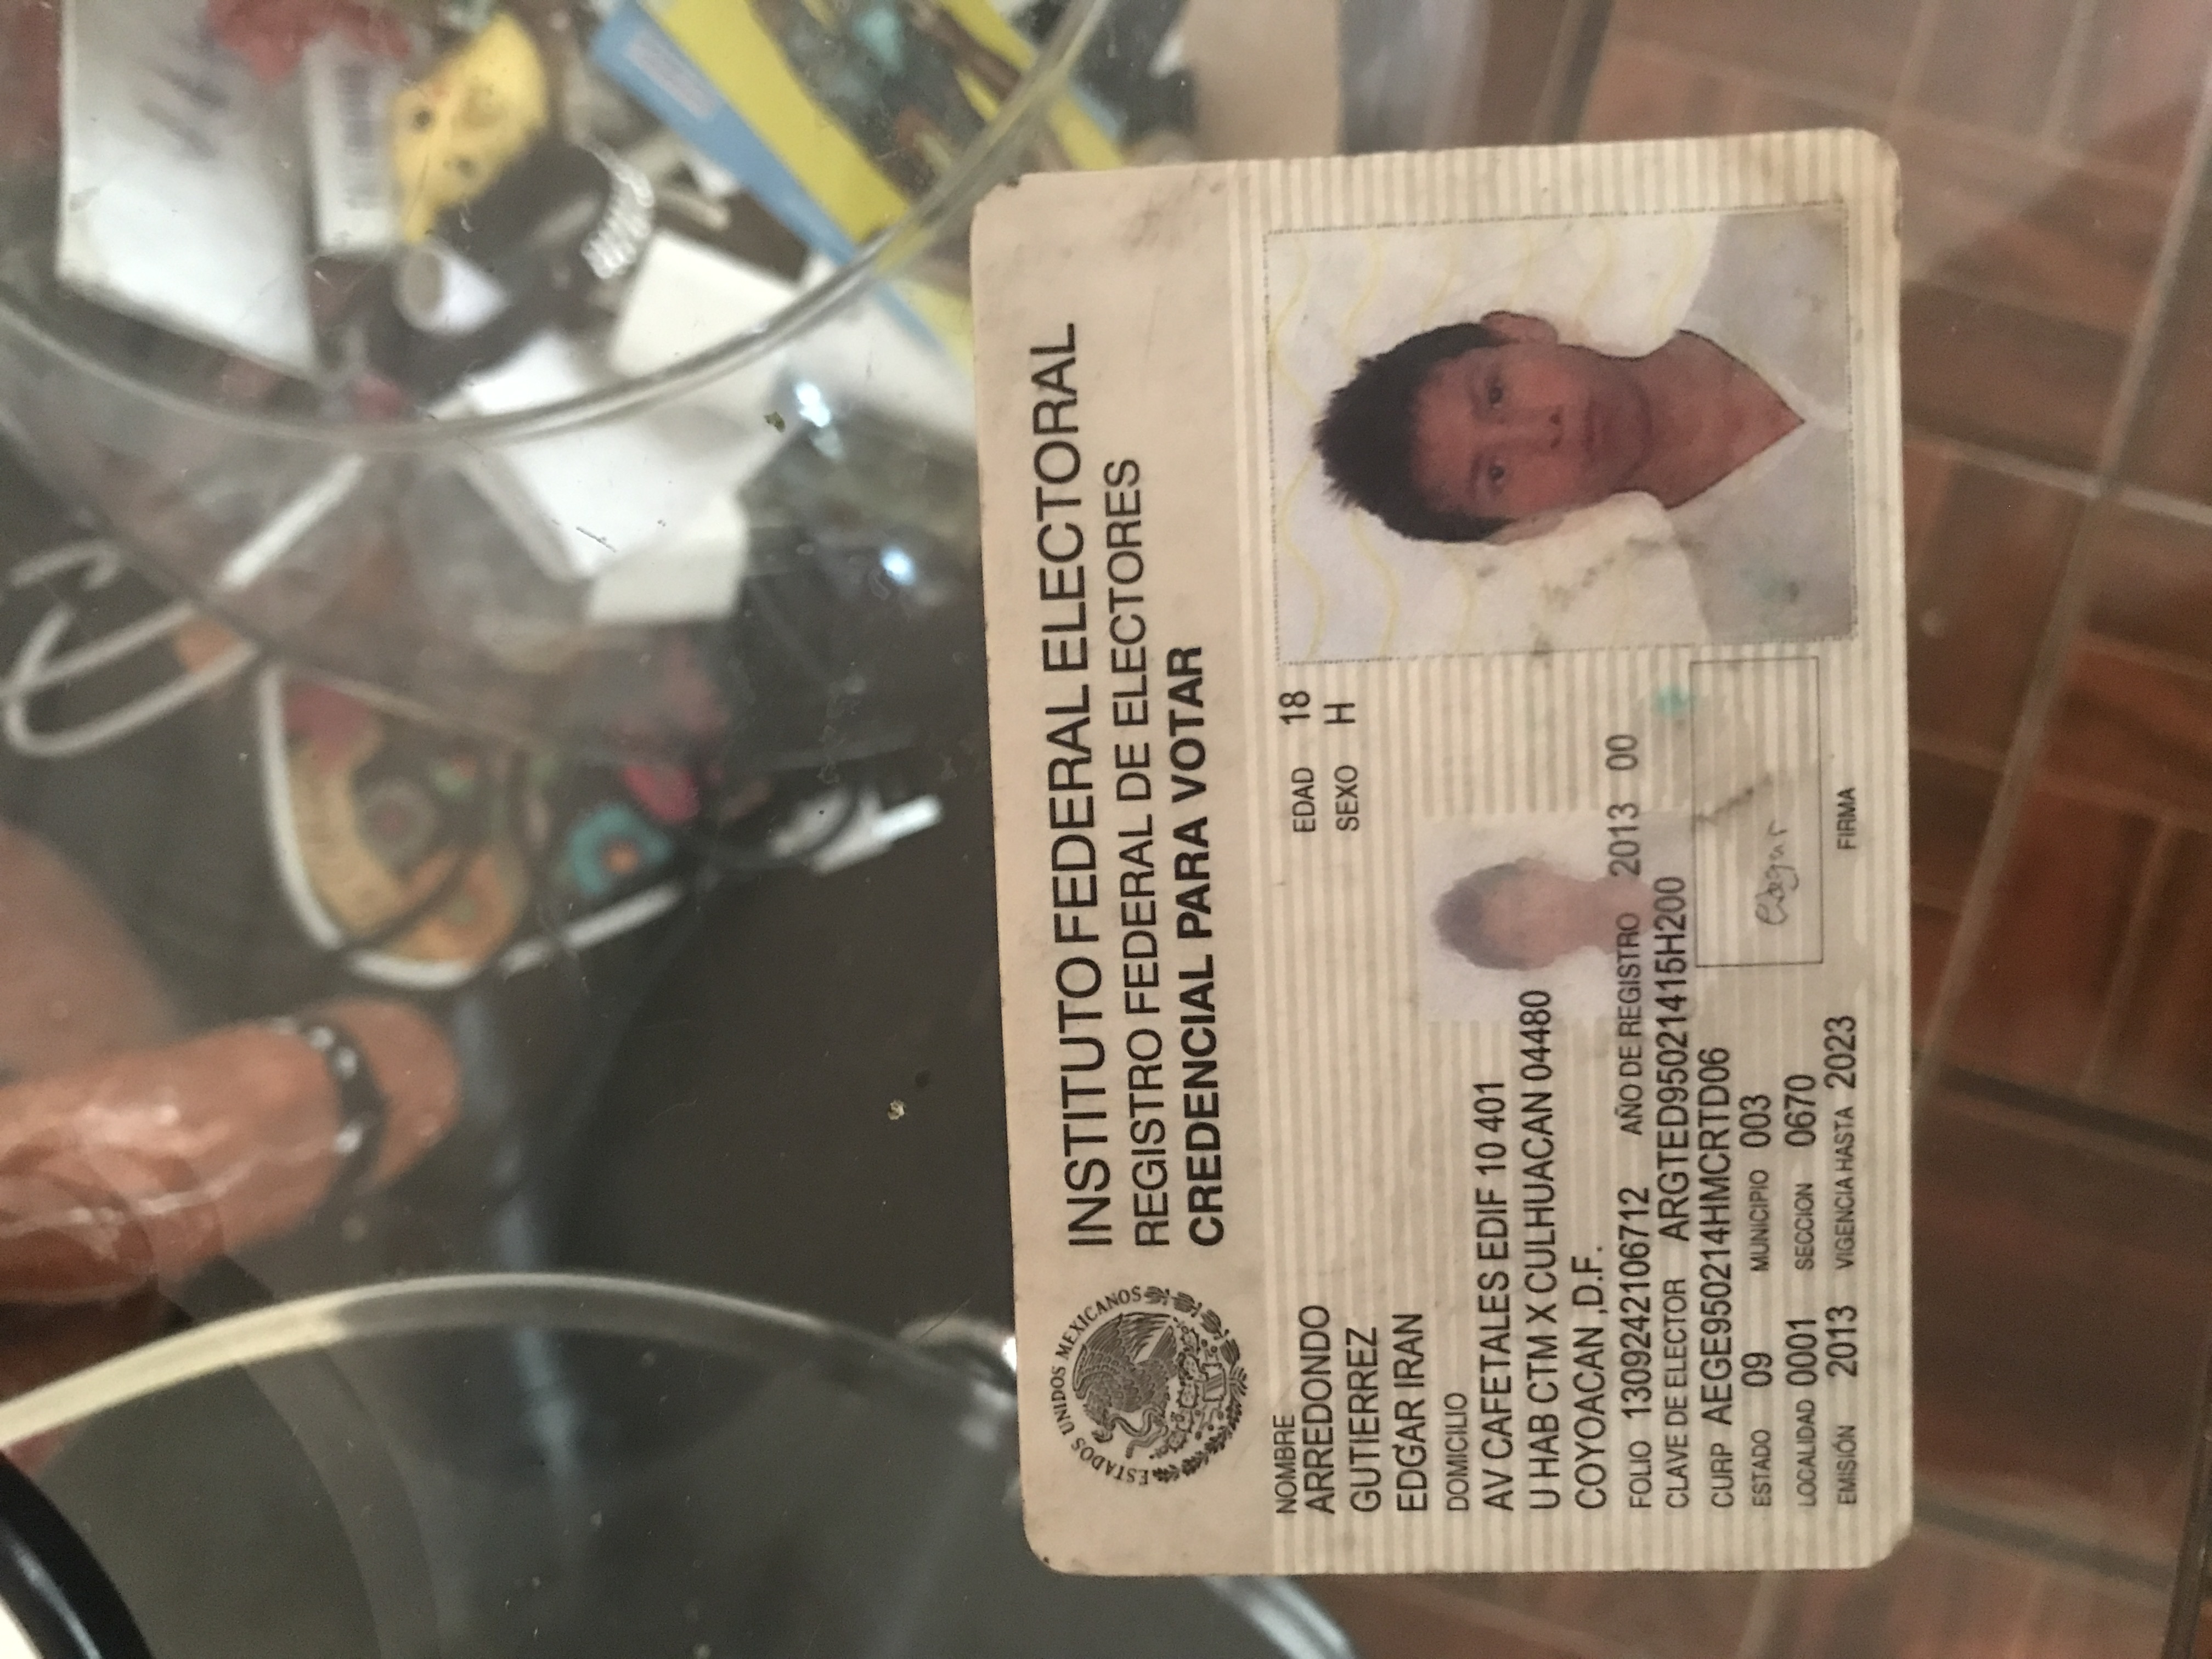 INSTITUTO FEDERAL ELECTORAL
REGISTRO FEDERAL DE ELECTORES
CREDENCIAL PARA VOTAR
ESTADOS UNIDOS MEXICANOS
NOMBRE
ARREDONDO
GUTIERREZ
EDGAR IRAN
EDAD 18
SEXO H
DOMICILIO
AV CAFETALES EDIF 10 401
U HAB CTM X CULHUACAN 04480
COYOACAN ,D.F.
FOLIO 1309242106712 AÑO DE REGISTRO 2013 00
CLAVE DE ELECTOR ARGTED95021415H200
CURP AEGE950214HMCRTD06
ESTADO 09 MUNICIPIO 003
LOCALIDAD 0001 SECCION 0670
EMISIÓN 2013 VIGENCIA HASTA 2023
Edgar
FIRMA